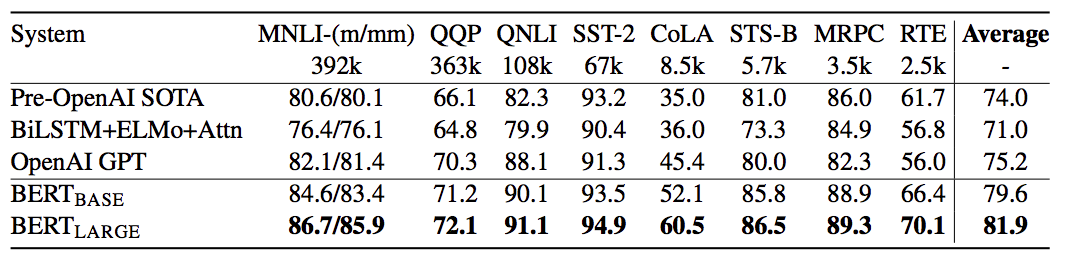 System MNLI-(m/mm) QQP QNLI SST-2 CoLA STS-B MRPC RTE Average
392k 363k 108k 67k 8.5k 5.7k 3.5k 2.5k -
Pre-OpenAI SOTA 80.6/80.1 66.1 82.3 93.2 35.0 81.0 86.0 61.7 74.0
BiLSTM+ELMo+Attn 76.4/76.1 64.8 79.9 90.4 36.0 73.3 84.9 56.8 71.0
OpenAI GPT 82.1/81.4 70.3 88.1 91.3 45.4 80.0 82.3 56.0 75.2
BERTBASE 84.6/83.4 71.2 90.1 93.5 52.1 85.8 88.9 66.4 79.6
BERTLARGE 86.7/85.9 72.1 91.1 94.9 60.5 86.5 89.3 70.1 81.9